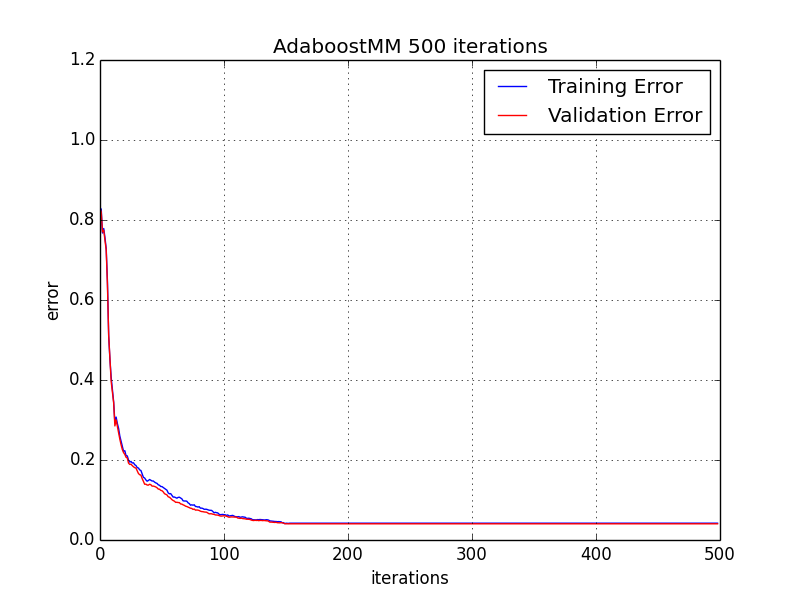 AdaboostMM 500 iterations
1.2
1.0
0.8
0.6
0.4
0.2
0.0
error
Training Error
Validation Error
0 100 200 300 400 500
iterations